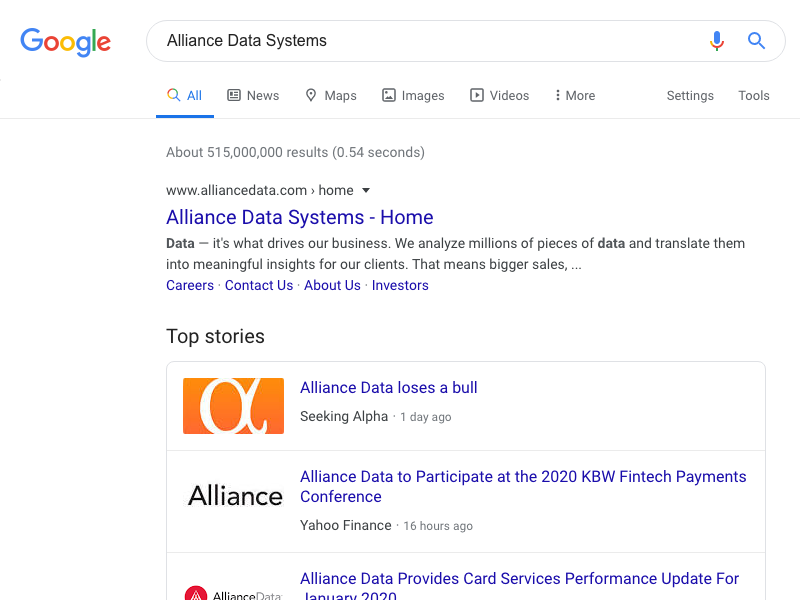 Google
Alliance Data Systems
All News Maps Images Videos More Settings Tools
About 515,000,000 results (0.54 seconds)
www.alliancedata.com › home
Alliance Data Systems - Home
Data — it's what drives our business. We analyze millions of pieces of data and translate them
into meaningful insights for our clients. That means bigger sales, ...
Careers · Contact Us · About Us · Investors
Top stories
α
Alliance Data loses a bull
Seeking Alpha · 1 day ago
Alliance
Alliance Data to Participate at the 2020 KBW Fintech Payments
Conference
Yahoo Finance · 16 hours ago
AllianceData
Alliance Data Provides Card Services Performance Update For
January 2020